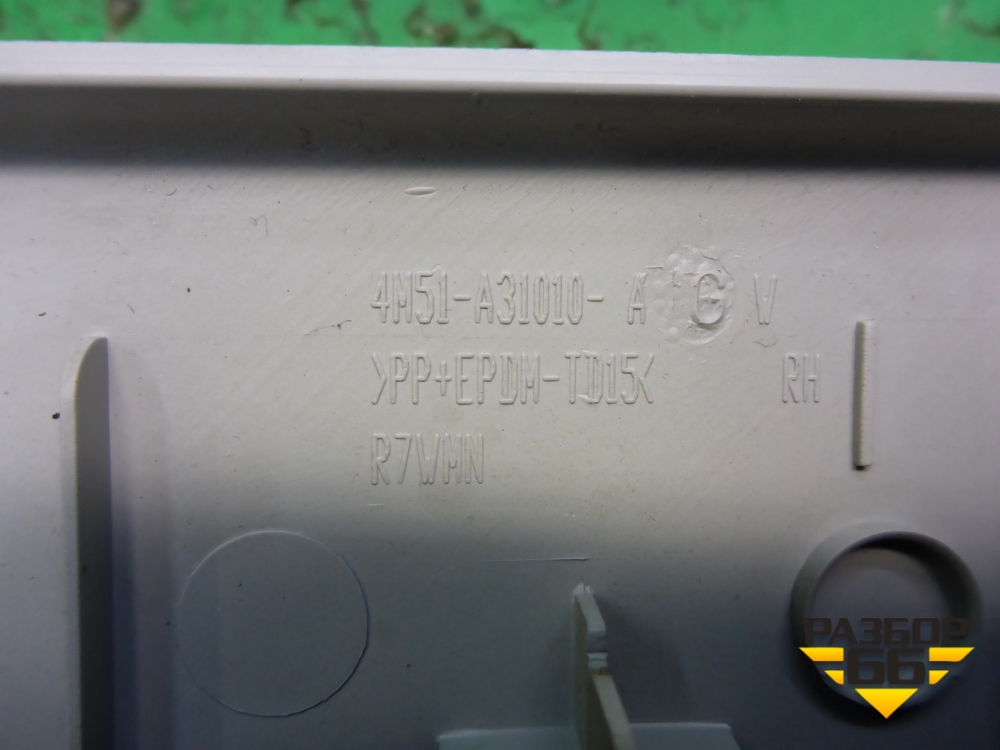 4M51-A31010- A G W
>PP+EPDM-TD15< RH
R7WMN
РАЗБОР
66